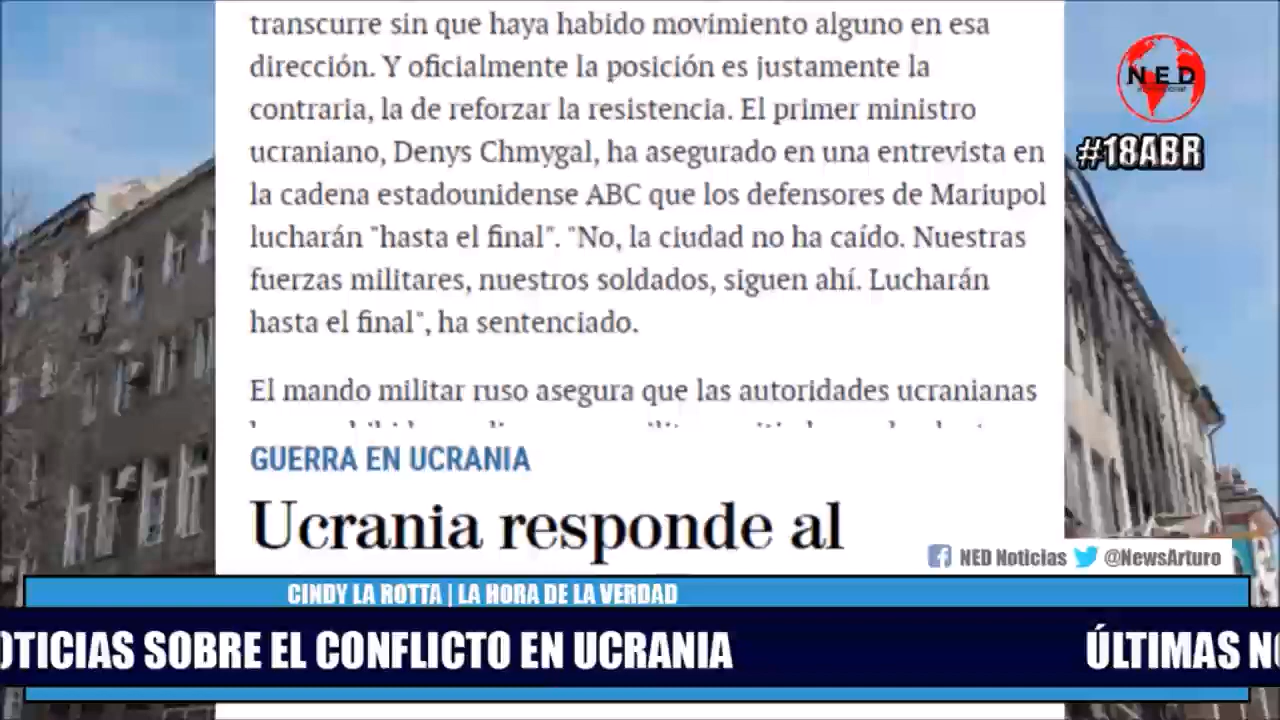 transcurre sin que haya habido movimiento alguno en esa
dirección. Y oficialmente la posición es justamente la
contraria, la de reforzar la resistencia. El primer ministro
ucraniano, Denys Chmygal, ha asegurado en una entrevista en
la cadena estadounidense ABC que los defensores de Mariupol
lucharán "hasta el final". "No, la ciudad no ha caído. Nuestras
fuerzas militares, nuestros soldados, siguen ahí. Lucharán
hasta el final", ha sentenciado.
El mando militar ruso asegura que las autoridades ucranianas
GUERRA EN UCRANIA
Ucrania responde al
NED
#18ABR
NED Noticias @NewsArturo
CINDY LA ROTTA | LA HORA DE LA VERDAD
OTICIAS SOBRE EL CONFLICTO EN UCRANIA ÚLTIMAS N